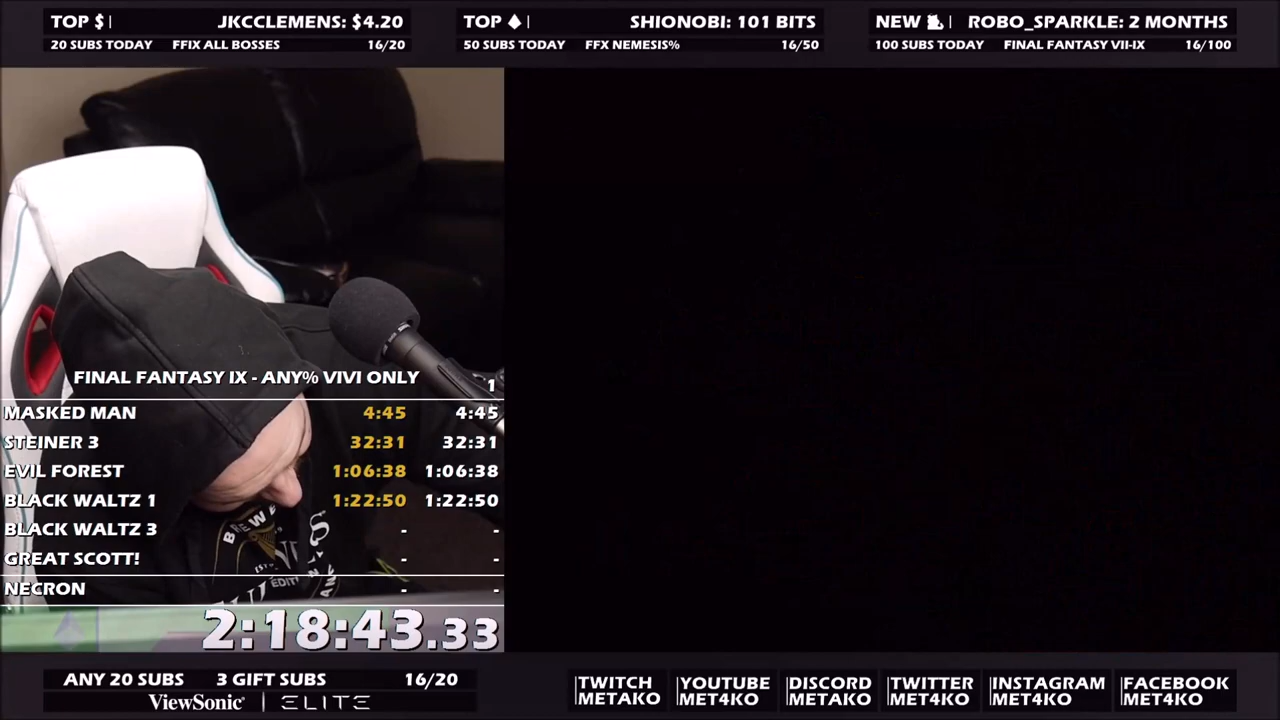 TOP $ JKCCLEMENS: $4.20
20 SUBS TODAY FFIX ALL BOSSES 16/20
TOP SHIONOBI: 101 BITS
50 SUBS TODAY FFX NEMESIS% 16/50
NEW ROBO_SPARKLE: 2 MONTHS
100 SUBS TODAY FINAL FANTASY VII-IX 16/100
FINAL FANTASY IX - ANY% VIVI ONLY 1
MASKED MAN 4:45 4:45
STEINER 3 32:31 32:31
EVIL FOREST 1:06:38 1:06:38
BLACK WALTZ 1 1:22:50 1:22:50
BLACK WALTZ 3 - -
GREAT SCOTT! - -
NECRON - -
2:18:43.33
ANY 20 SUBS 3 GIFT SUBS 16/20
ViewSonic | ELITE
TWITCH
METAKO
YOUTUBE
MET4KO
DISCORD
METAKO
TWITTER
MET4KO
INSTAGRAM
MET4KO
FACEBOOK
MET4KO